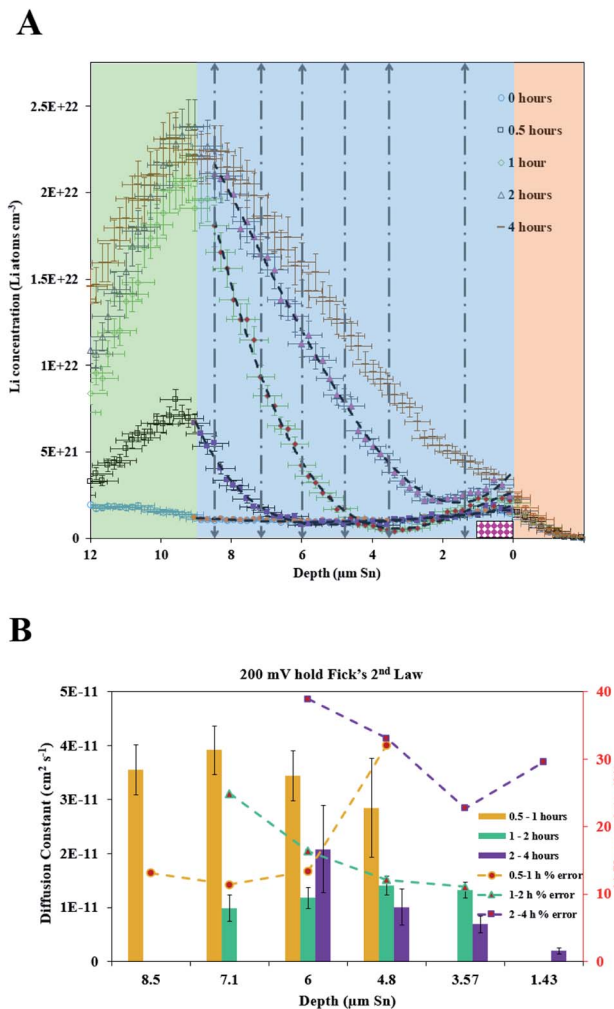 A
2.5E+22
2E+22
1.5E+22
1E+22
5E+21
0
Li concentration (Li atoms cm-3)
0 hours
0.5 hours
1 hour
2 hours
4 hours
12
10
8
6
4
2
0
Depth (µm Sn)
B
200 mV hold Fick's 2nd Law
5E-11
4E-11
3E-11
2E-11
1E-11
0
Diffusion Constant (cm2 s-1)
40
30
20
10
0
0.5 - 1 hours
1 - 2 hours
2 - 4 hours
0.5-1 h % error
1-2 h % error
2 -4 h % error
8.5
7.1
6
4.8
3.57
1.43
Depth (µm Sn)